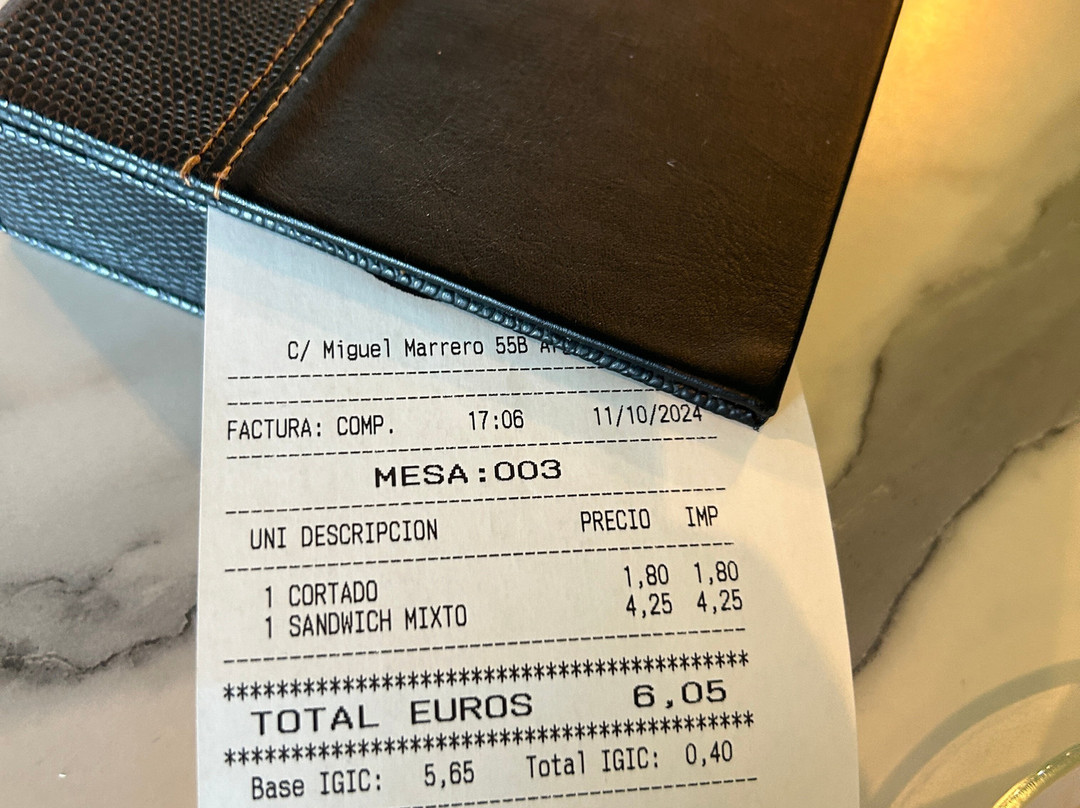 C/ Miguel Marrero 55B
FACTURA: COMP. 17:06 11/10/2024
MESA:003
UNI DESCRIPCION PRECIO IMP
1 CORTADO 1,80 1,80
1 SANDWICH MIXTO 4,25 4,25
****************************************
TOTAL EUROS 6,05
****************************************
Base IGIC: 5,65 Total IGIC: 0,40